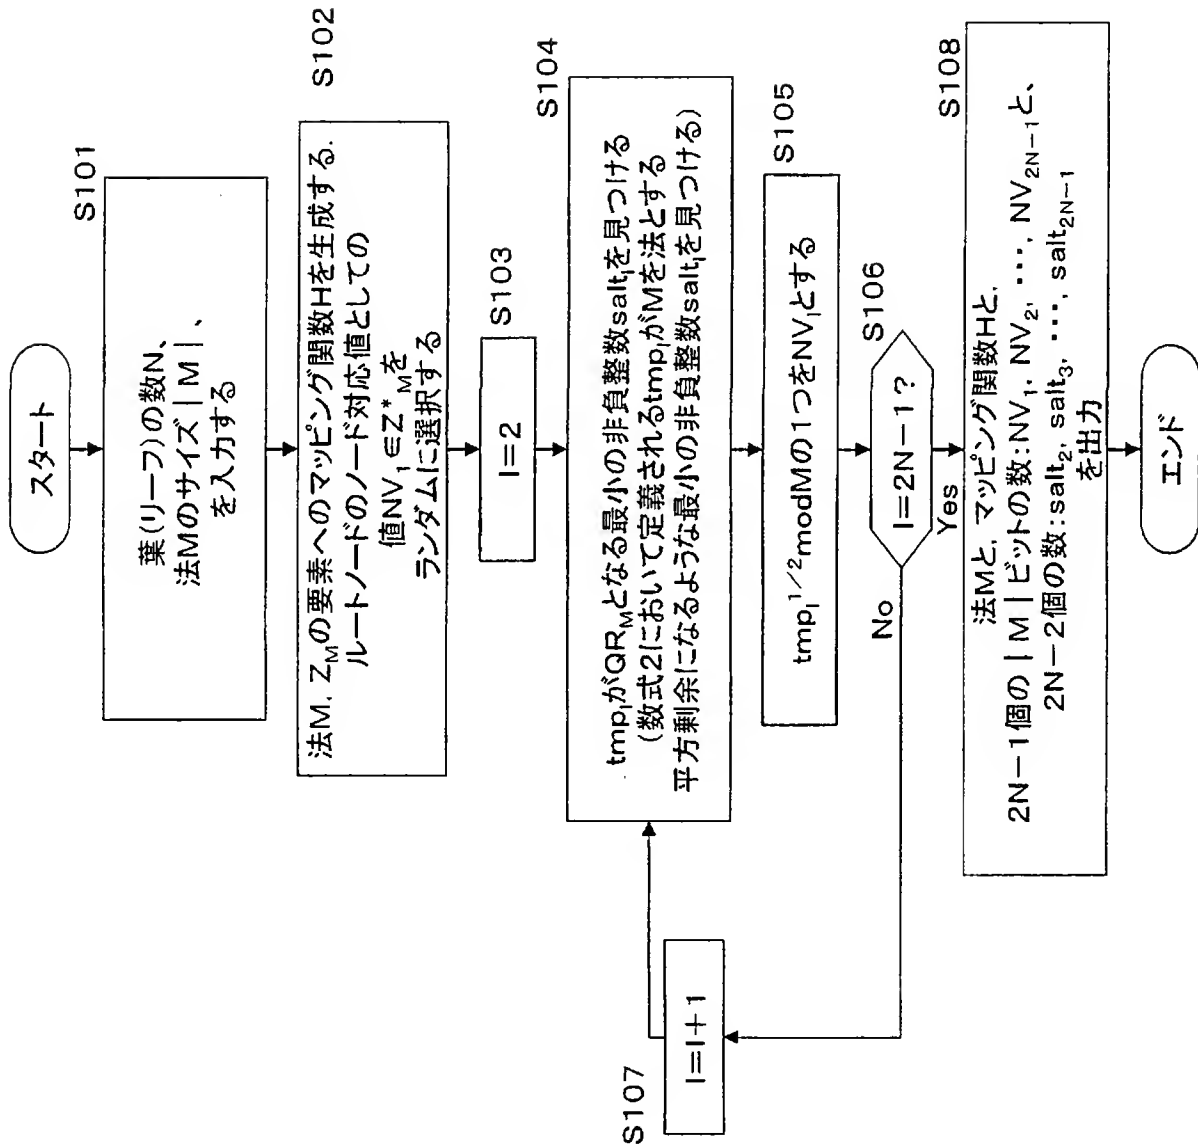 スタート
S101
葉(リーフ)の数N、
法Mのサイズ|M|、
を入力する
S102
法M, Z_Mの要素へのマッピング関数Hを生成する.
ルートノードのノード対応値としての
値NV_1∈Z*_Mを
ランダムに選択する
S103
l=2
S104
tmp_lがQR_Mとなる最小の非負整数salt_lを見つける
(数式2において定義されるtmp_lがMを法とする
平方剰余になるような最小の非負整数salt_lを見つける)
S105
tmp_l^1/2modMの1つをNV_lとする
S106
l=2N-1?
Yes
No
S107
l=l+1
S108
法Mと, マッピング関数Hと,
2N-1個の|M|ビットの数:NV_1, NV_2, ・・・, NV_2N-1と、
2N-2個の数:salt_2, salt_3, ・・・, salt_2N-1
を出力
エンド